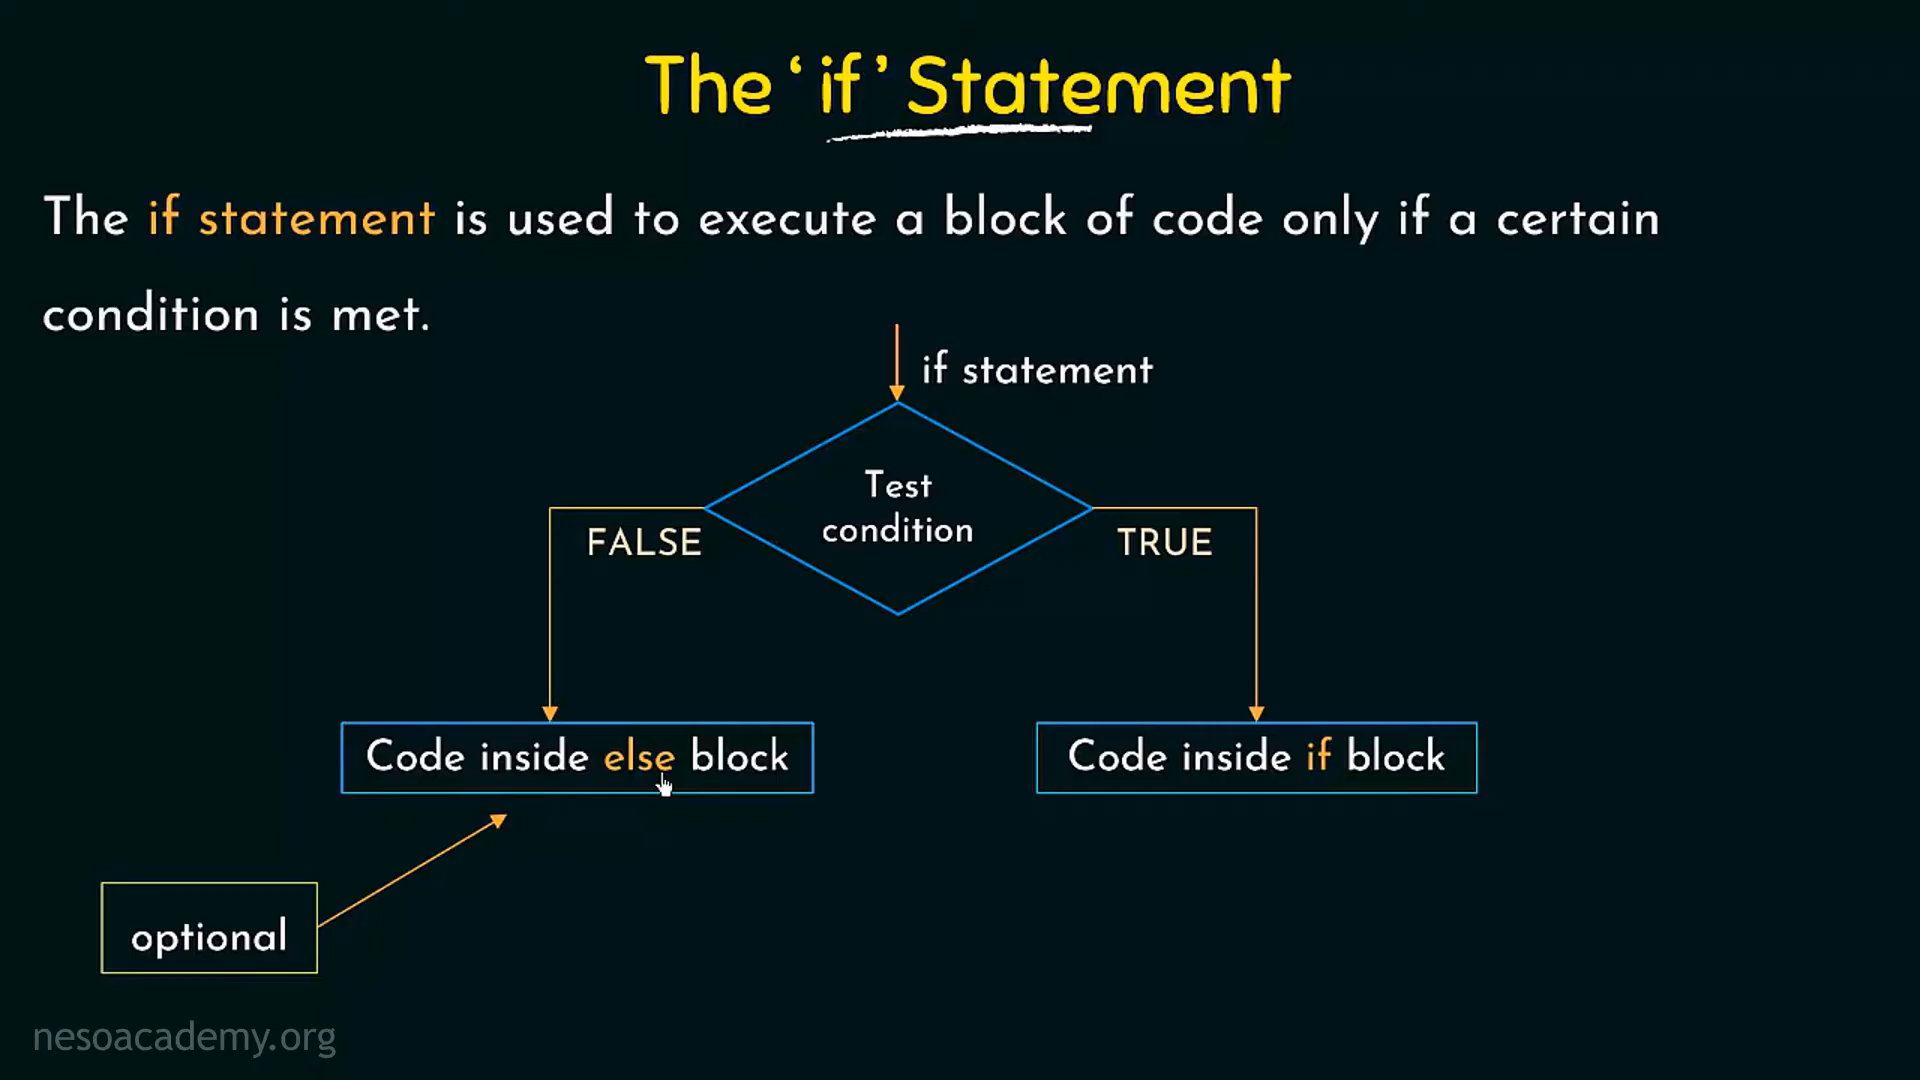 The ‘if’ Statement
The if statement is used to execute a block of code only if a certain
condition is met.
if statement
Test
condition
FALSE
TRUE
Code inside else block
Code inside if block
optional
nesoacademy.org